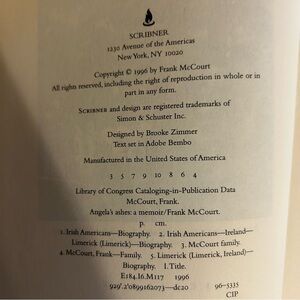 SCRIBNER
1230 Avenue of the Americas
New York, NY 10020
Copyright © 1996 by Frank McCourt
All rights reserved, including the right of reproduction in whole or in
part in any form.
SCRIBNER and design are registered trademarks of
Simon & Schuster Inc.
Designed by Brooke Zimmer
Text set in Adobe Bembo
Manufactured in the United States of America
3 5 7 9 10 8 6 4
Library of Congress Cataloging-in-Publication Data
McCourt, Frank.
Angela's ashes: a memoir/Frank McCourt.
p. cm.
1. Irish Americans—Biography. 2. Irish Americans—Ireland—
Limerick (Limerick)—Biography. 3. McCourt family.
4. McCourt, Frank—Family. 5. Limerick (Limerick, Ireland)—
Biography. I. Title.
E184.I6.M117 1996
929'.2'0899162073—dc20 96-5335
CIP